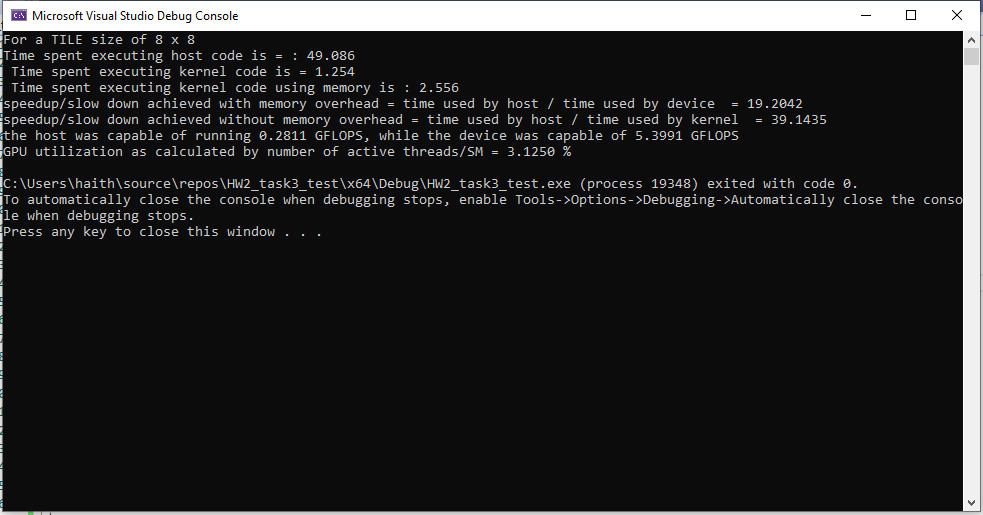 Microsoft Visual Studio Debug Console
For a TILE size of 8 x 8
Time spent executing host code is = : 49.086
 Time spent executing kernel code is = 1.254
 Time spent executing kernel code using memory is : 2.556
speedup/slow down achieved with memory overhead = time used by host / time used by device  = 19.2042
speedup/slow down achieved without memory overhead = time used by host / time used by kernel  = 39.1435
the host was capable of running 0.2811 GFLOPS, while the device was capable of 5.3991 GFLOPS
GPU utilization as calculated by number of active threads/SM = 3.1250 %
C:\Users\haith\source\repos\HW2_task3_test\x64\Debug\HW2_task3_test.exe (process 19348) exited with code 0.
To automatically close the console when debugging stops, enable Tools->Options->Debugging->Automatically close the conso
le when debugging stops.
Press any key to close this window . . .